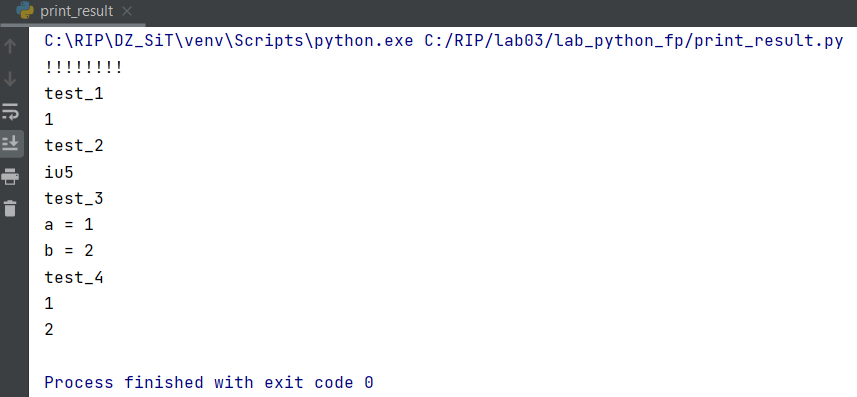 print_result
C:\RIP\DZ_SiT\venv\Scripts\python.exe C:/RIP/lab03/lab_python_fp/print_result.py
!!!!!!!!
test_1
1
test_2
iu5
test_3
a = 1
b = 2
test_4
1
2
Process finished with exit code 0